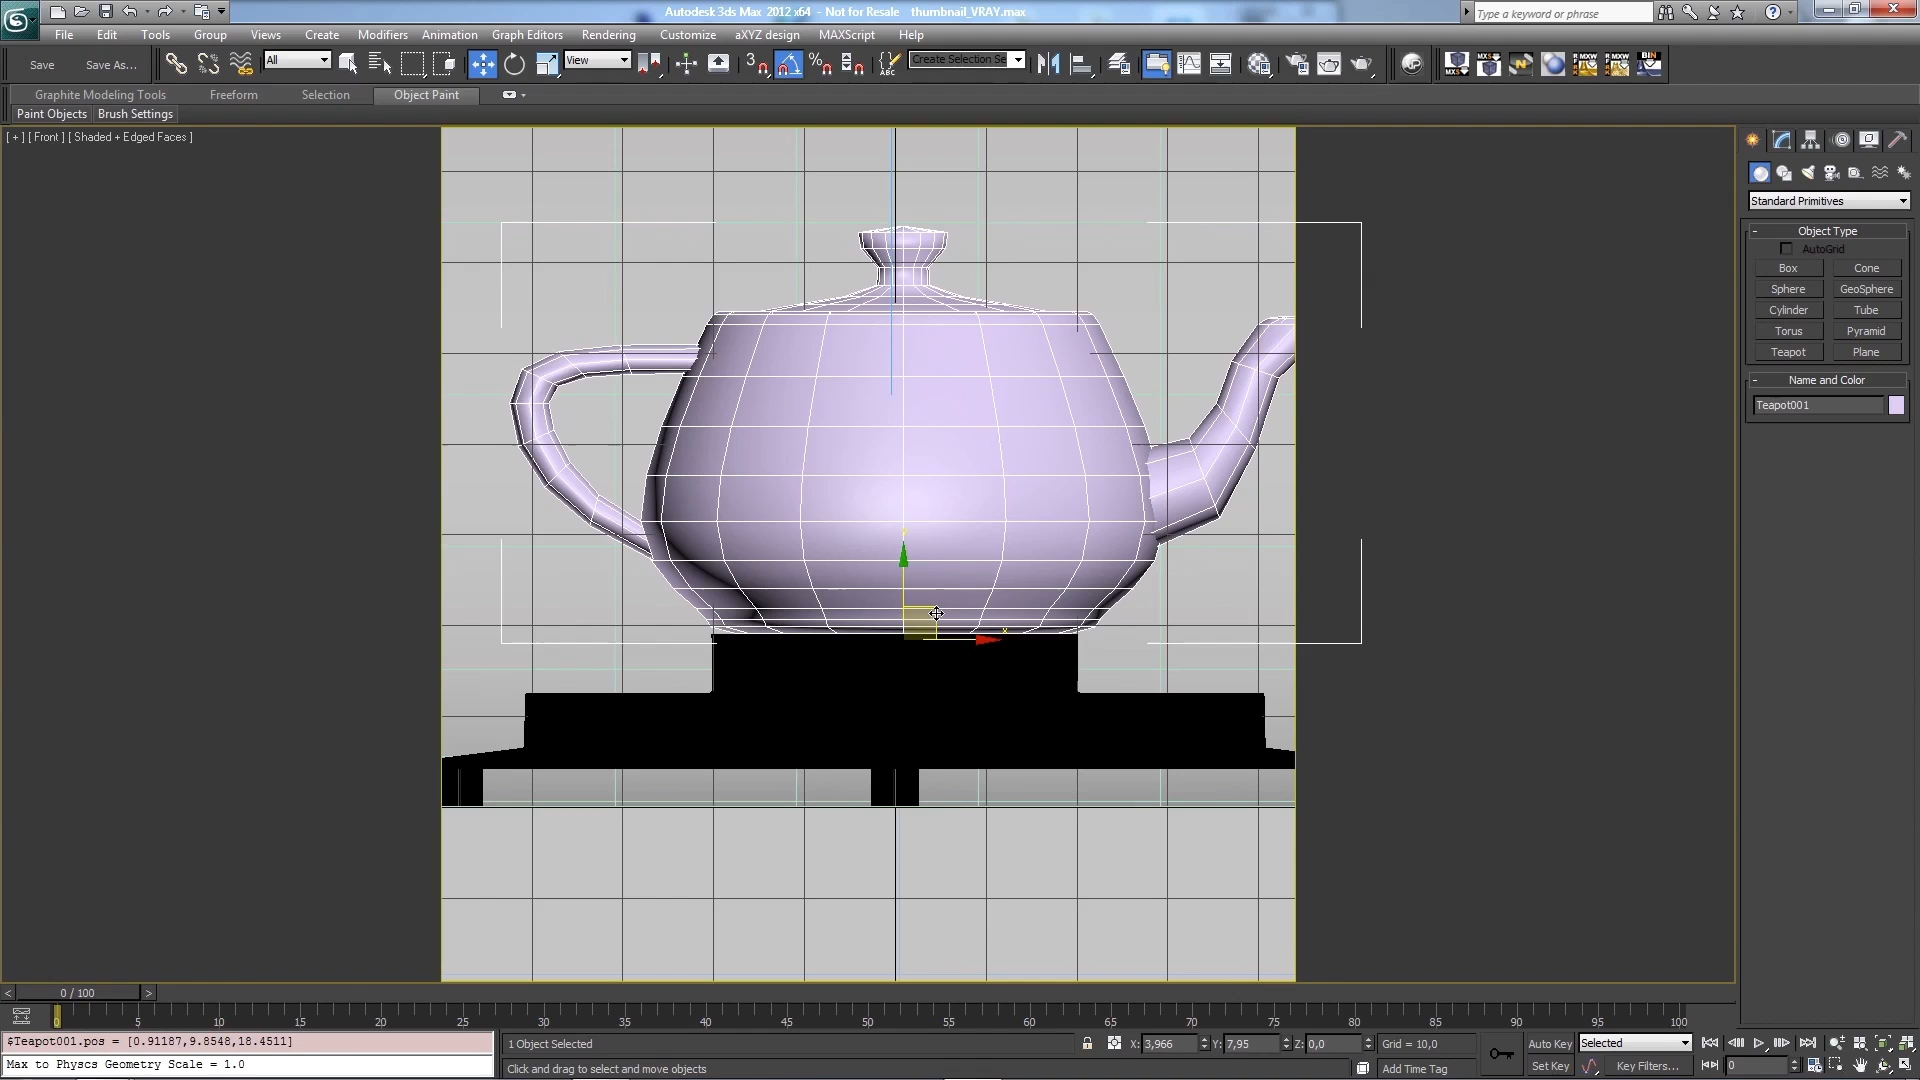 Autodesk 3ds Max 2012 x64 - Not for Resale thumbnail_VRAY.max
Type a keyword or phrase
File Edit Tools Group Views Create Modifiers Animation Graph Editors Rendering Customize aXYZ design MAXScript Help
Save Save As... All View 3 % ABC Create Selection Se
Graphite Modeling Tools Freeform Selection Object Paint
Paint Objects Brush Settings
[ + ] [ Front ] [ Shaded + Edged Faces ]
Standard Primitives
- Object Type
AutoGrid
Box Cone
Sphere GeoSphere
Cylinder Tube
Torus Pyramid
Teapot Plane
- Name and Color
Teapot001
x
< 0 / 100 >
0 5 10 15 20 25 30 35 40 45 50 55 60 65 70 75 80 85 90 95 100
$Teapot001.pos = [0.91187,9.8548,18.4511]
1 Object Selected X: 3,966 Y: 7,95 Z: 0,0 Grid = 10,0 Auto Key Selected
Max to Physcs Geometry Scale = 1.0
Click and drag to select and move objects Add Time Tag Set Key Key Filters... 0